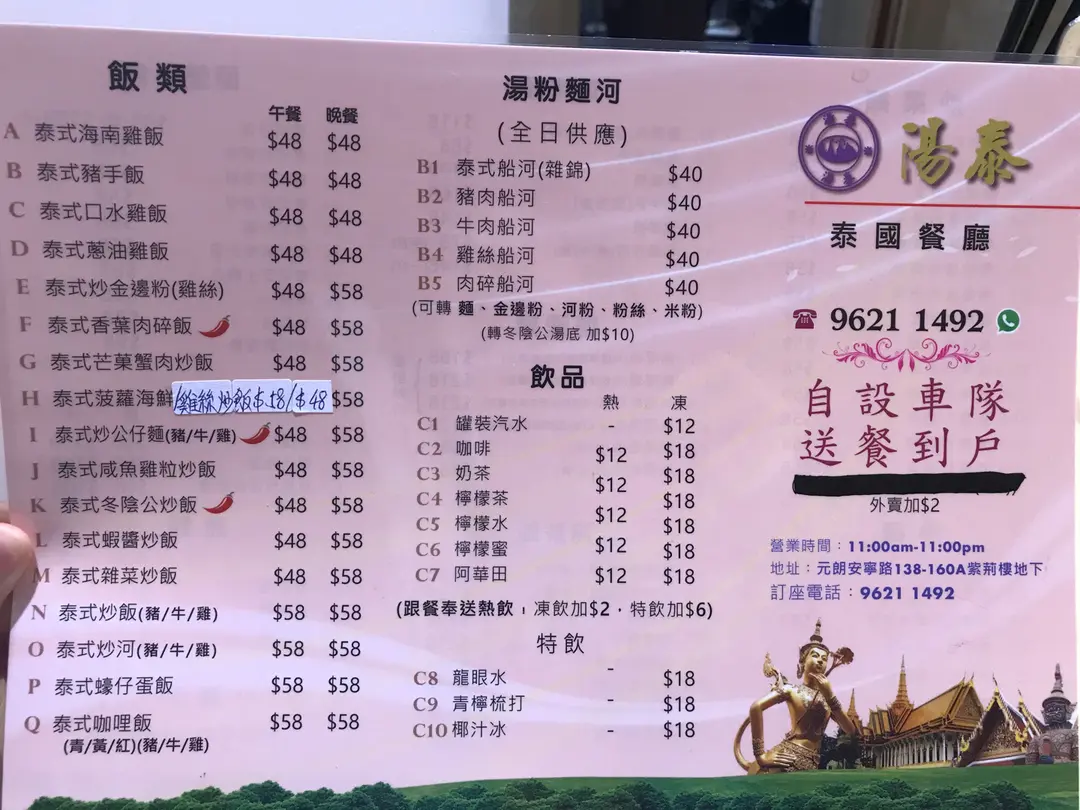 飯類
午餐 晚餐
A 泰式海南雞飯 $48 $48
B 泰式豬手飯 $48 $48
C 泰式口水雞飯 $48 $48
D 泰式蔥油雞飯 $48 $48
E 泰式炒金邊粉(雞絲) $48 $58
F 泰式香葉肉碎飯 $48 $58
G 泰式芒菓蟹肉炒飯 $48 $58
H 泰式菠蘿海鮮/雞絲炒飯$58/$48 $58
I 泰式炒公仔麵(豬/牛/雞) $48 $58
J 泰式咸魚雞粒炒飯 $48 $58
K 泰式冬陰公炒飯 $48 $58
L 泰式蝦醬炒飯 $48 $58
M 泰式雜菜炒飯 $48 $58
N 泰式炒飯(豬/牛/雞) $58 $58
O 泰式炒河(豬/牛/雞) $58 $58
P 泰式蠔仔蛋飯 $58 $58
Q 泰式咖哩飯 $58 $58
(青/黃/紅)(豬/牛/雞)
湯粉麵河
(全日供應)
B1 泰式船河(雜錦) $40
B2 豬肉船河 $40
B3 牛肉船河 $40
B4 雞絲船河 $40
B5 肉碎船河 $40
(可轉 麵、金邊粉、河粉、粉絲、米粉)
(轉冬陰公湯底 加$10)
飲品
熱 凍
C1 罐裝汽水 - $12
C2 咖啡 $12 $18
C3 奶茶 $12 $18
C4 檸檬茶 $12 $18
C5 檸檬水 $12 $18
C6 檸檬蜜 $12 $18
C7 阿華田 $12 $18
(跟餐奉送熱飲，凍飲加$2，特飲加$6)
特飲
C8 龍眼水 - $18
C9 青檸梳打 - $18
C10 椰汁冰 - $18
湯泰
泰國餐廳
9621 1492
自設車隊
送餐到戶
外賣加$2
營業時間：11:00am-11:00pm
地址：元朗安寧路138-160A紫荊樓地下
訂座電話：9621 1492